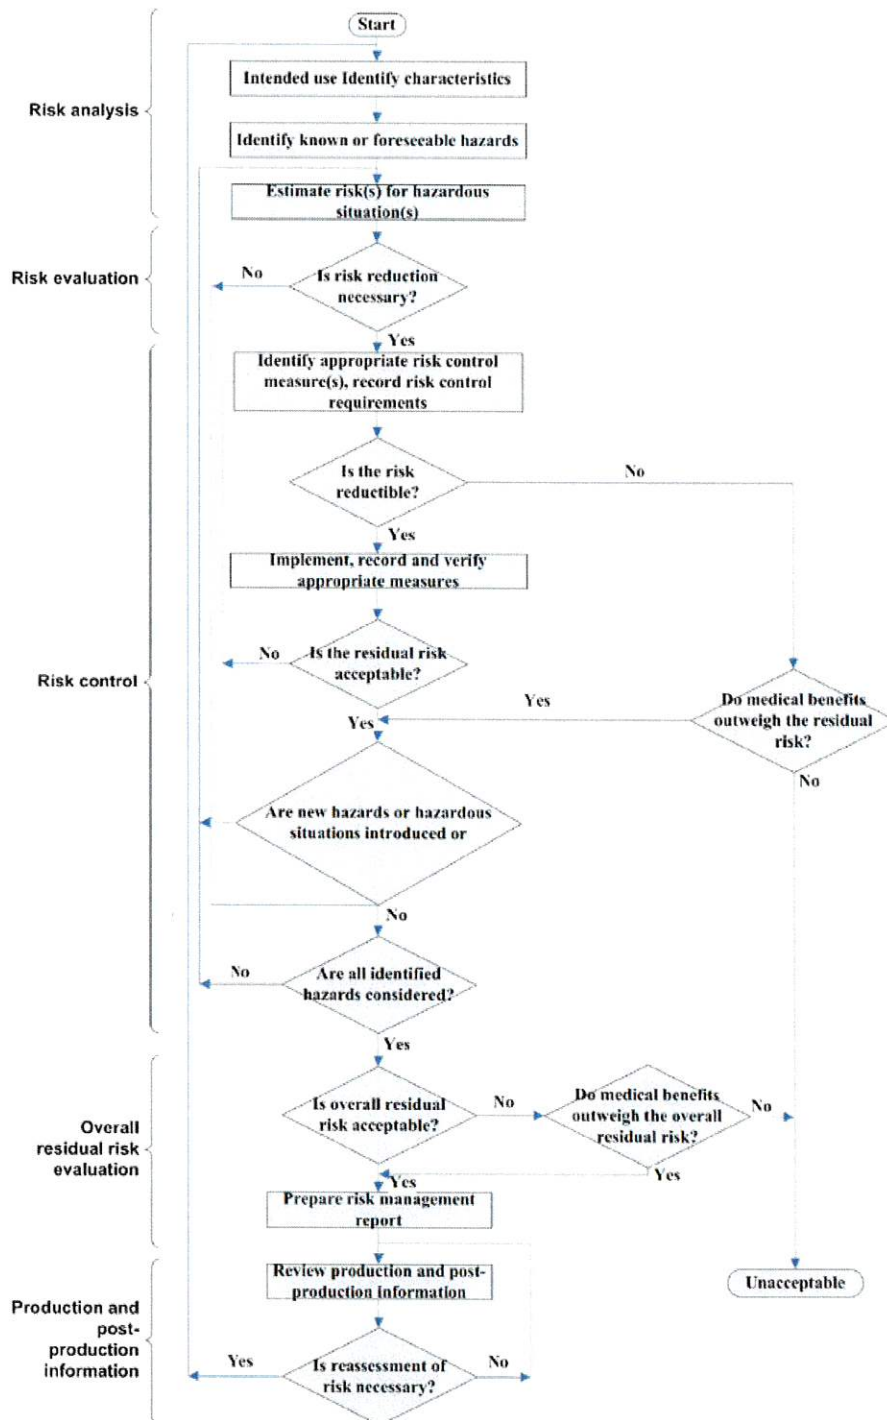 Start
Intended use Identify characteristics
Risk analysis
Identify known or foreseeable hazards
Estimate risk(s) for hazardous
situation(s)
Risk evaluation
No
Is risk reduction
necessary?
Yes
Identify appropriate risk control
measure(s), record risk control
requirements
Is the risk
reductible?
No
Yes
Implement, record and verify
appropriate measures
Risk control
No
Is the residual risk
acceptable?
Yes
Yes
Do medical benefits
outweigh the residual
risk?
No
Are new hazards or hazardous
situations introduced or
No
No
Are all identified
hazards considered?
Yes
Overall
residual risk
evaluation
Is overall residual
risk acceptable?
No
Do medical benefits
outweigh the overall
residual risk?
No
Yes
Yes
Prepare risk management
report
Unacceptable
Production and
post-
production
information
Review production and post-
production information
Yes
Is reassessment of
risk necessary?
No